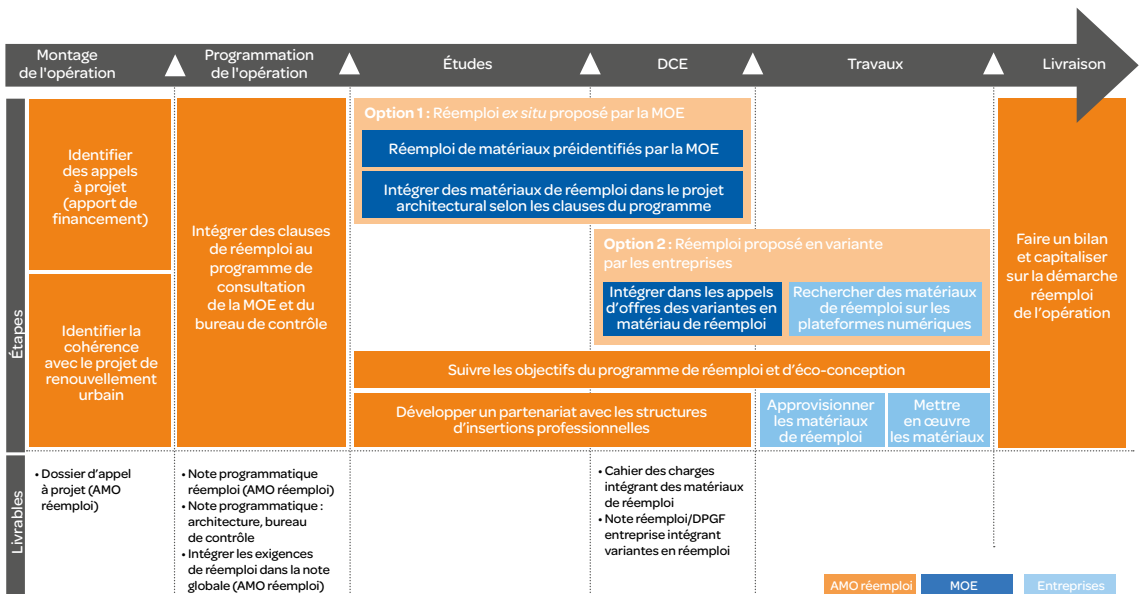 Montage
de l'opération
Programmation
de l'opération
Études
DCE
Travaux
Livraison
Étapes
Identifier
des appels
à projet
(apport de
financement)
Identifier la
cohérence
avec le projet de
renouvellement
urbain
Intégrer des clauses
de réemploi au
programme de
consultation
de la MOE et du
bureau de contrôle
Option 1 : Réemploi ex situ proposé par la MOE
Réemploi de matériaux préidentifiés par la MOE
Intégrer des matériaux de réemploi dans le projet
architectural selon les clauses du programme
Option 2 : Réemploi proposé en variante
par les entreprises
Intégrer dans les appels
d'offres des variantes en
matériau de réemploi
Rechercher des matériaux
de réemploi sur les
plateformes numériques
Suivre les objectifs du programme de réemploi et d'éco-conception
Développer un partenariat avec les structures
d'insertions professionnelles
Approvisionner
les matériaux
de réemploi
Mettre
en œuvre
les matériaux
Faire un bilan
et capitaliser
sur la démarche
réemploi
de l'opération
Livrables
• Dossier d'appel
à projet (AMO
réemploi)
• Note programmatique
réemploi (AMO réemploi)
• Note programmatique :
architecture, bureau
de contrôle
• Intégrer les exigences
de réemploi dans la note
globale (AMO réemploi)
• Cahier des charges
intégrant des matériaux
de réemploi
• Note réemploi/DPGF
entreprise intégrant
variantes en réemploi
AMO réemploi
MOE
Entreprises